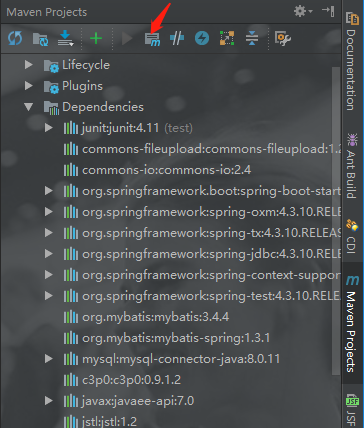 Maven Projects
Lifecycle
Plugins
Dependencies
junit:junit:4.11 (test)
commons-fileupload:commons-fileupload:1.2
commons-io:commons-io:2.4
org.springframework.boot:spring-boot-start
org.springframework:spring-oxm:4.3.10.RELE
org.springframework:spring-tx:4.3.10.RELEAS
org.springframework:spring-jdbc:4.3.10.RELE
org.springframework:spring-context-support
org.springframework:spring-test:4.3.10.RELE
org.mybatis:mybatis:3.4.4
org.mybatis:mybatis-spring:1.3.1
mysql:mysql-connector-java:8.0.11
c3p0:c3p0:0.9.1.2
javax:javaee-api:7.0
jstl:jstl:1.2
Documentation
Ant Build
CDI
Maven Projects
JSF